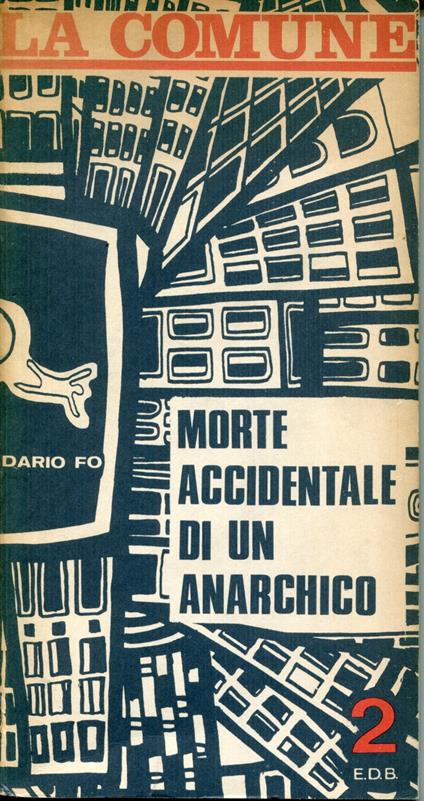 LA COMUNE
DARIO FO
MORTE
ACCIDENTALE
DI UN
ANARCHICO
2
E.D.B.